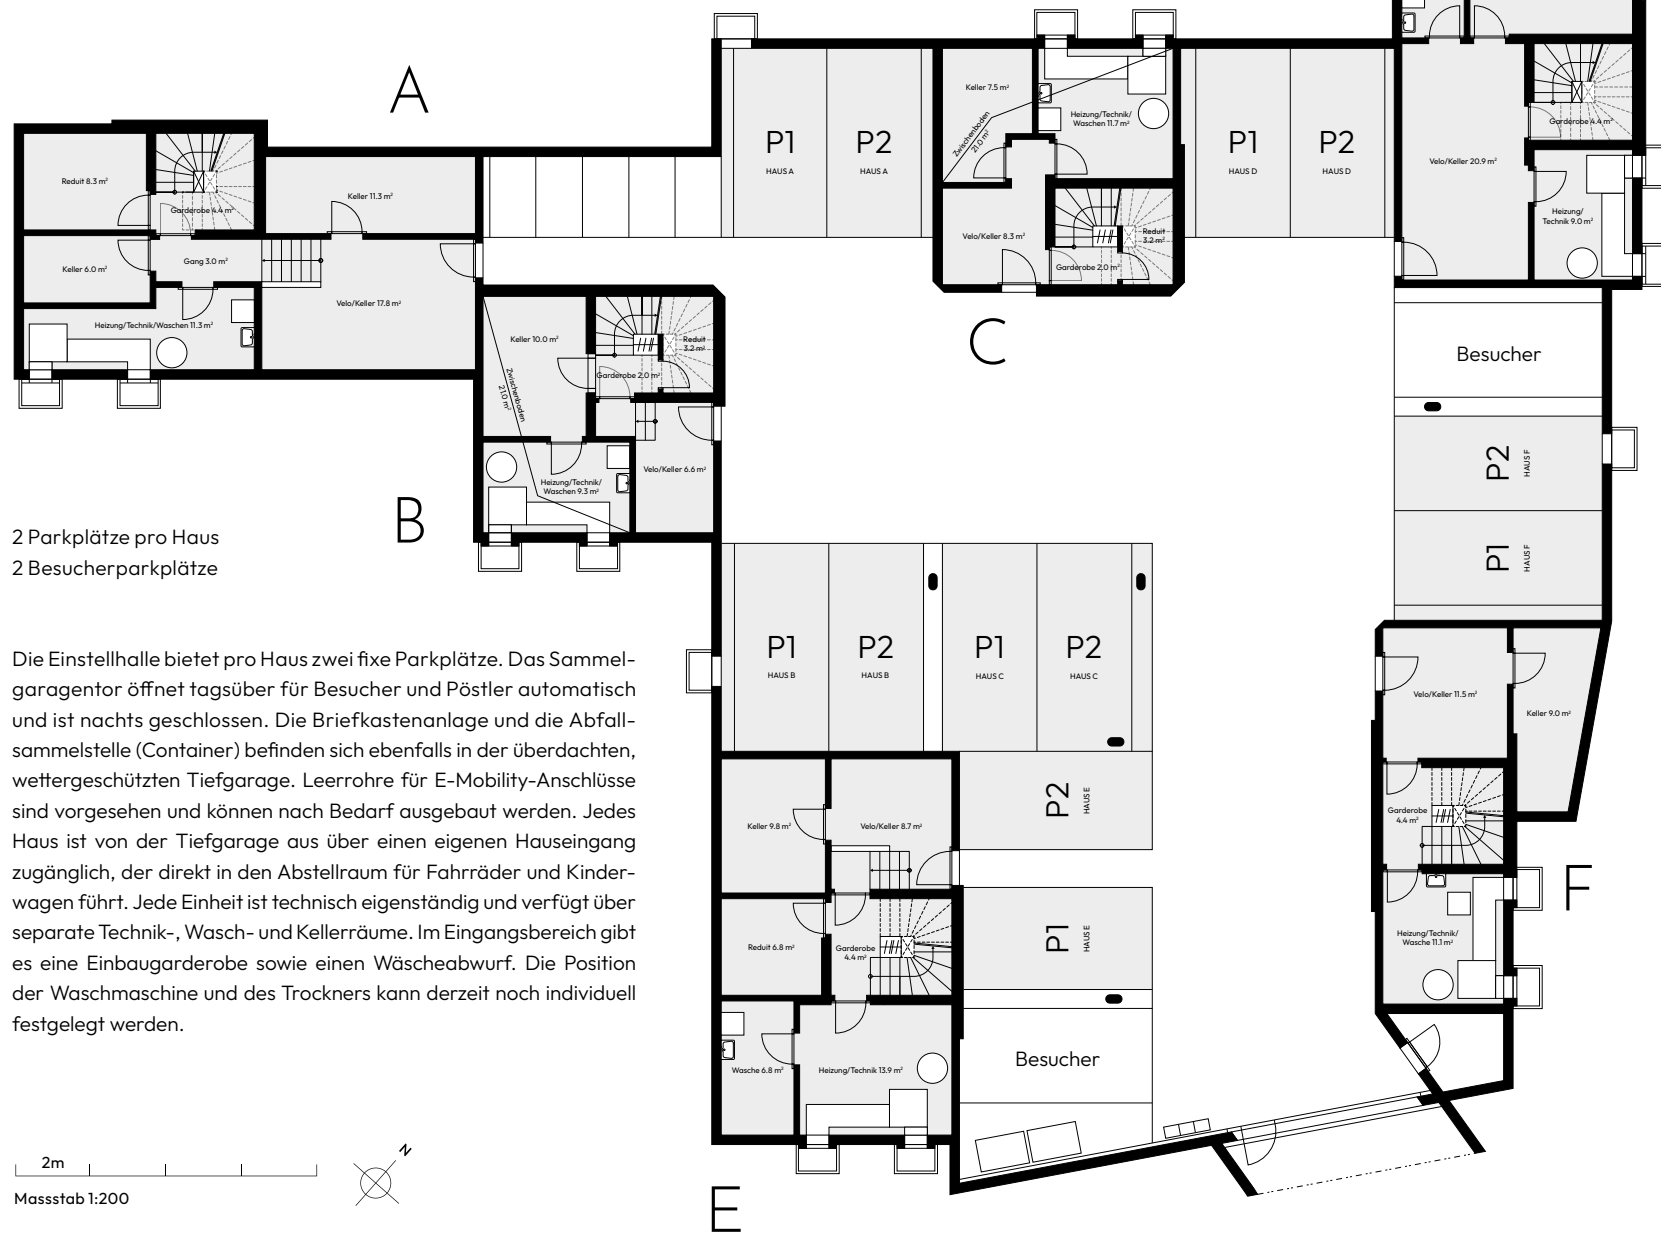 A
Reduit 8.3 m²
Garderobe 4.4 m²
Keller 11.3 m²
Keller 6.0 m²
Gang 3.0 m²
Velo/Keller 17.8 m²
Heizung/Technik/Waschen 11.3 m²
P1
HAUS A
P2
HAUS A
Keller 7.5 m²
Zwischenboden
21.0 m²
Heizung/Technik/
Waschen 11.7 m²
Velo/Keller 8.3 m²
Reduit
3.2 m²
Garderobe 2.0 m²
C
P1
HAUS D
P2
HAUS D
Velo/Keller 20.9 m²
Garderobe 4.4 m²
Heizung/
Technik 9.0 m²
Keller 10.0 m²
Reduit
3.2 m²
Garderobe 2.0 m²
Zwischenboden
21.0 m²
Velo/Keller 6.6 m²
Heizung/Technik/
Waschen 9.3 m²
B
Besucher
P2
HAUS F
P1
HAUS F
2 Parkplätze pro Haus
2 Besucherparkplätze
P1
HAUS B
P2
HAUS B
P1
HAUS C
P2
HAUS C
Velo/Keller 11.5 m²
Keller 9.0 m²
Garderobe
4.4 m²
Heizung/Technik/
Wasche 11.1 m²
F
Die Einstellhalle bietet pro Haus zwei fixe Parkplätze. Das Sammel-
garagentor öffnet tagsüber für Besucher und Pöstler automatisch
und ist nachts geschlossen. Die Briefkastenanlage und die Abfall-
sammelstelle (Container) befinden sich ebenfalls in der überdachten,
wettergeschützten Tiefgarage. Leerrohre für E-Mobility-Anschlüsse
sind vorgesehen und können nach Bedarf ausgebaut werden. Jedes
Haus ist von der Tiefgarage aus über einen eigenen Hauseingang
zugänglich, der direkt in den Abstellraum für Fahrräder und Kinder-
wagen führt. Jede Einheit ist technisch eigenständig und verfügt über
separate Technik-, Wasch- und Kellerräume. Im Eingangsbereich gibt
es eine Einbaugarderobe sowie einen Wäscheabwurf. Die Position
der Waschmaschine und des Trockners kann derzeit noch individuell
festgelegt werden.
Keller 9.8 m²
Velo/Keller 8.7 m²
P2
HAUS E
Reduit 6.8 m²
Garderobe
4.4 m²
P1
HAUS E
Wasche 6.8 m²
Heizung/Technik 13.9 m²
Besucher
E
2m
Massstab 1:200
N